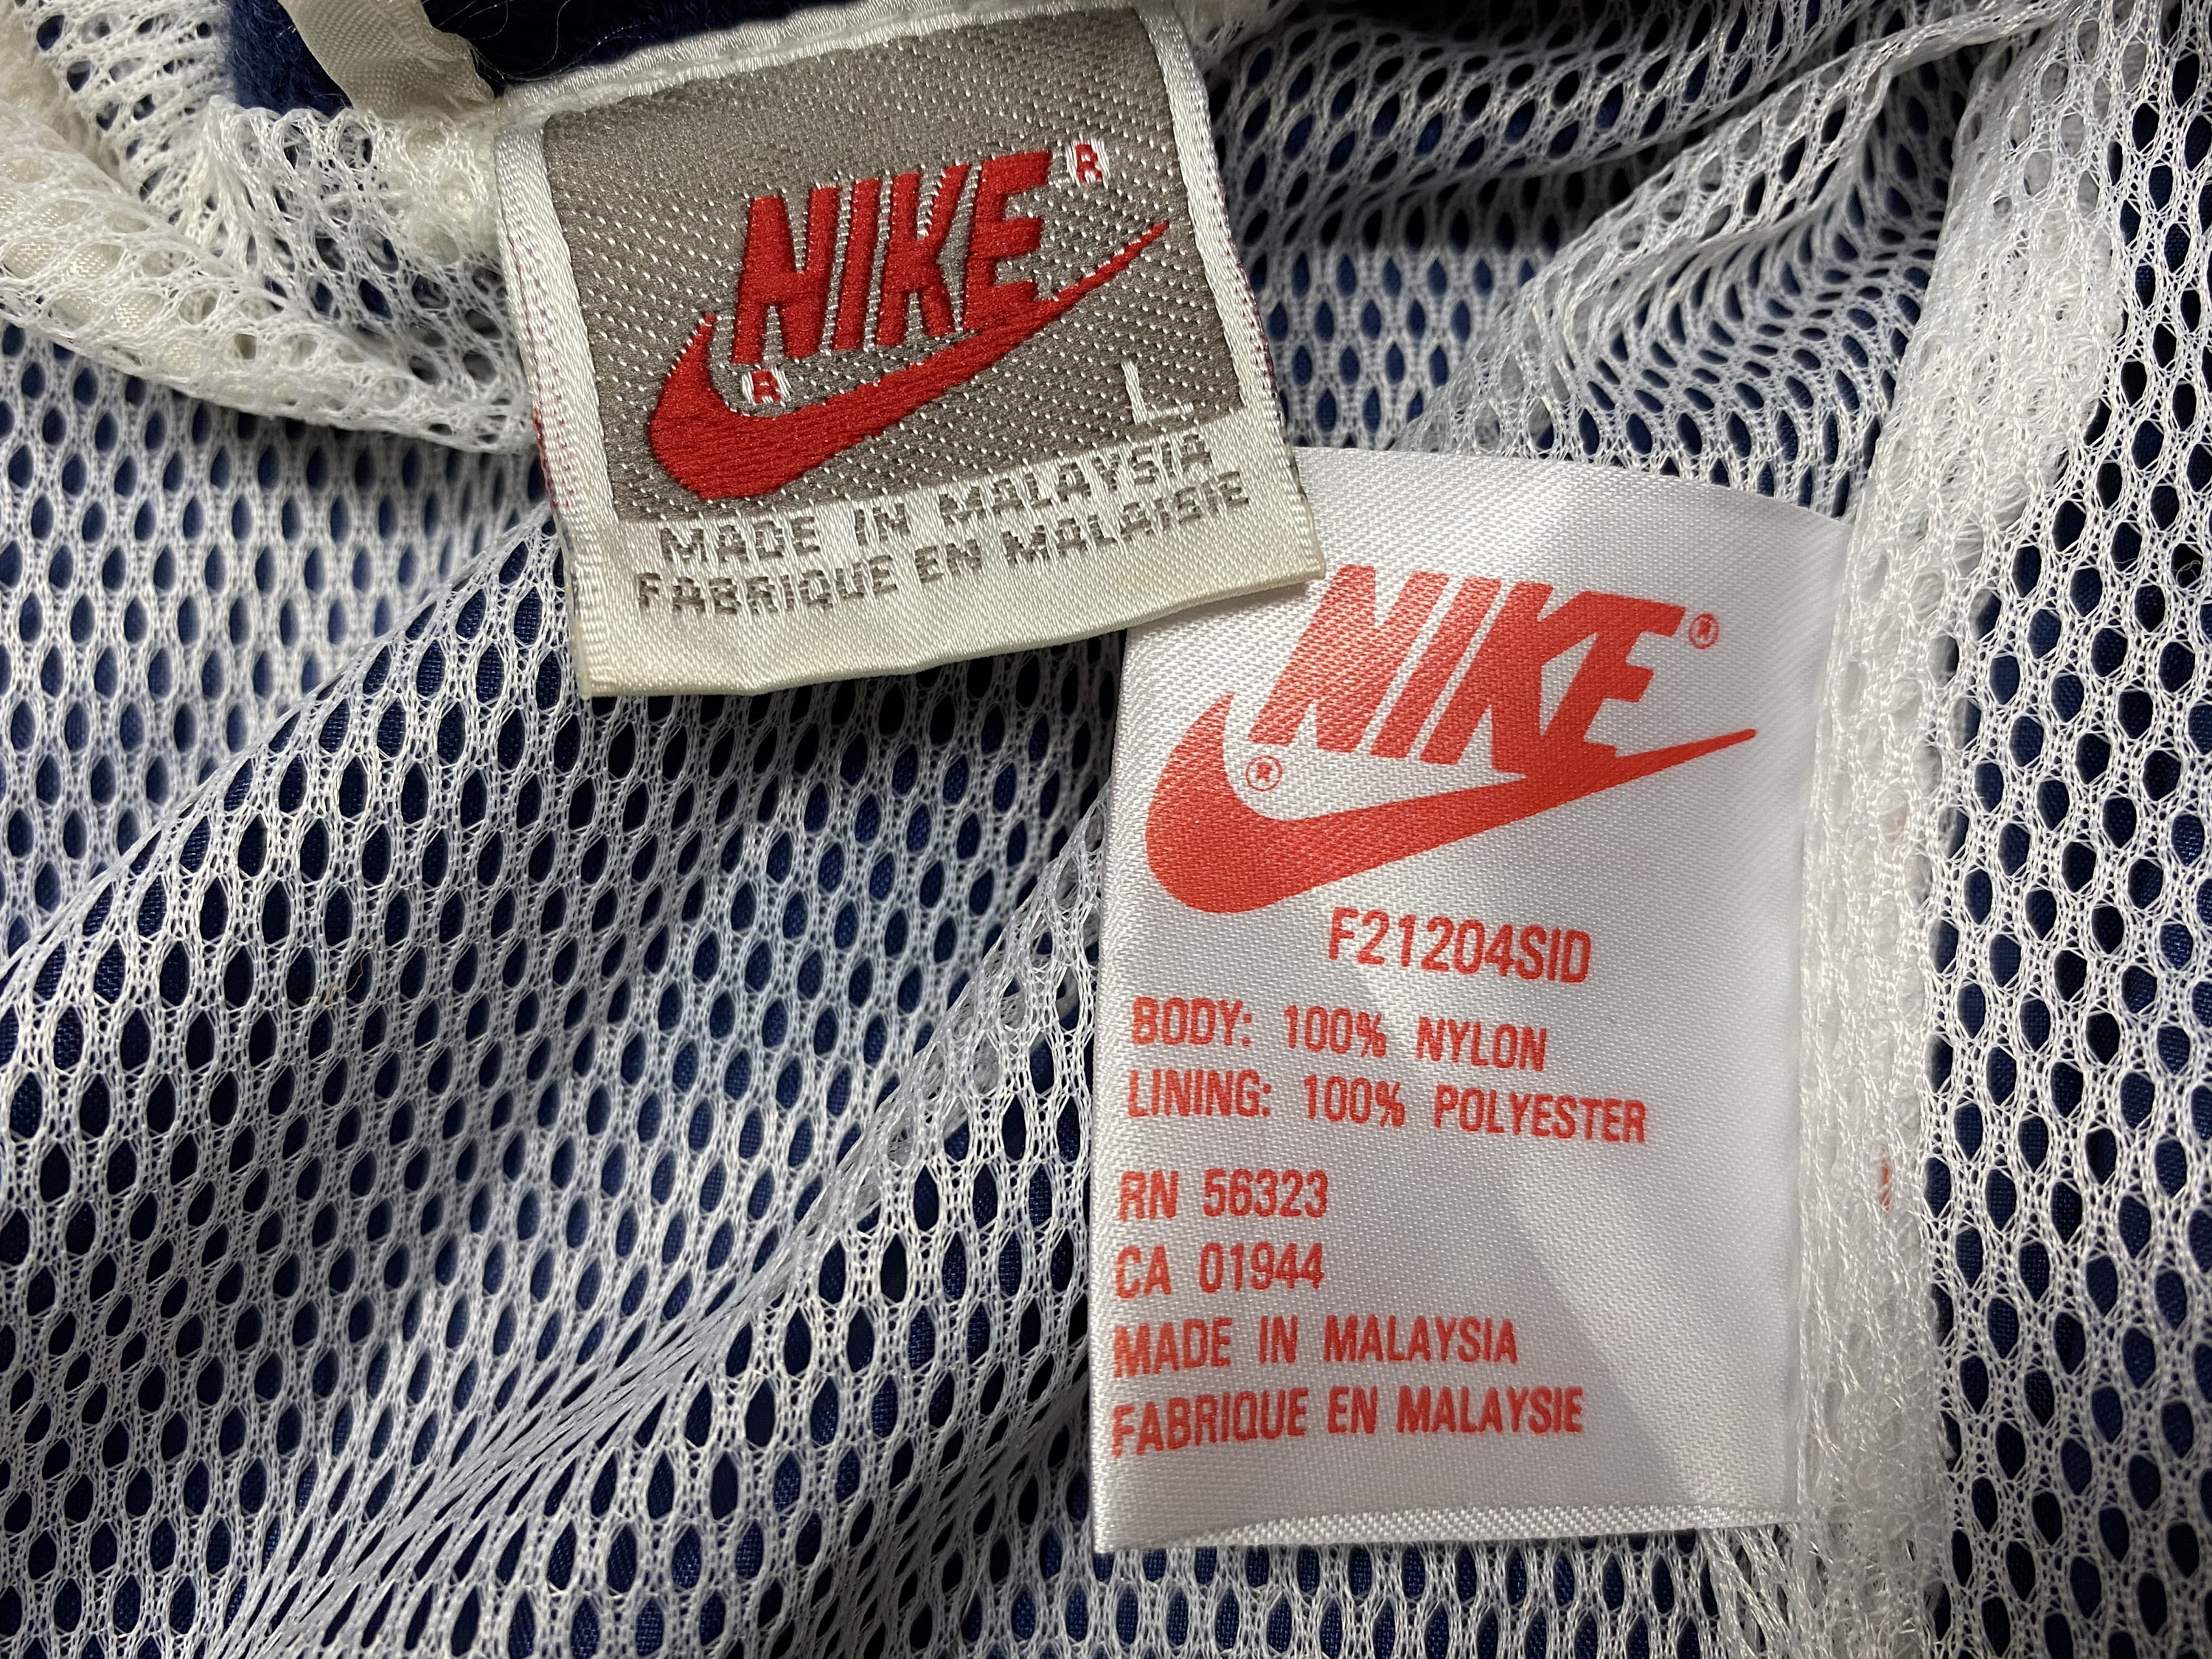 NIKE®
®
L
MADE IN MALAYSIA
FABRIQUE EN MALAISIE
NIKE®
®
F21204SID
BODY: 100% NYLON
LINING: 100% POLYESTER
RN 56323
CA 01944
MADE IN MALAYSIA
FABRIQUE EN MALAYSIE